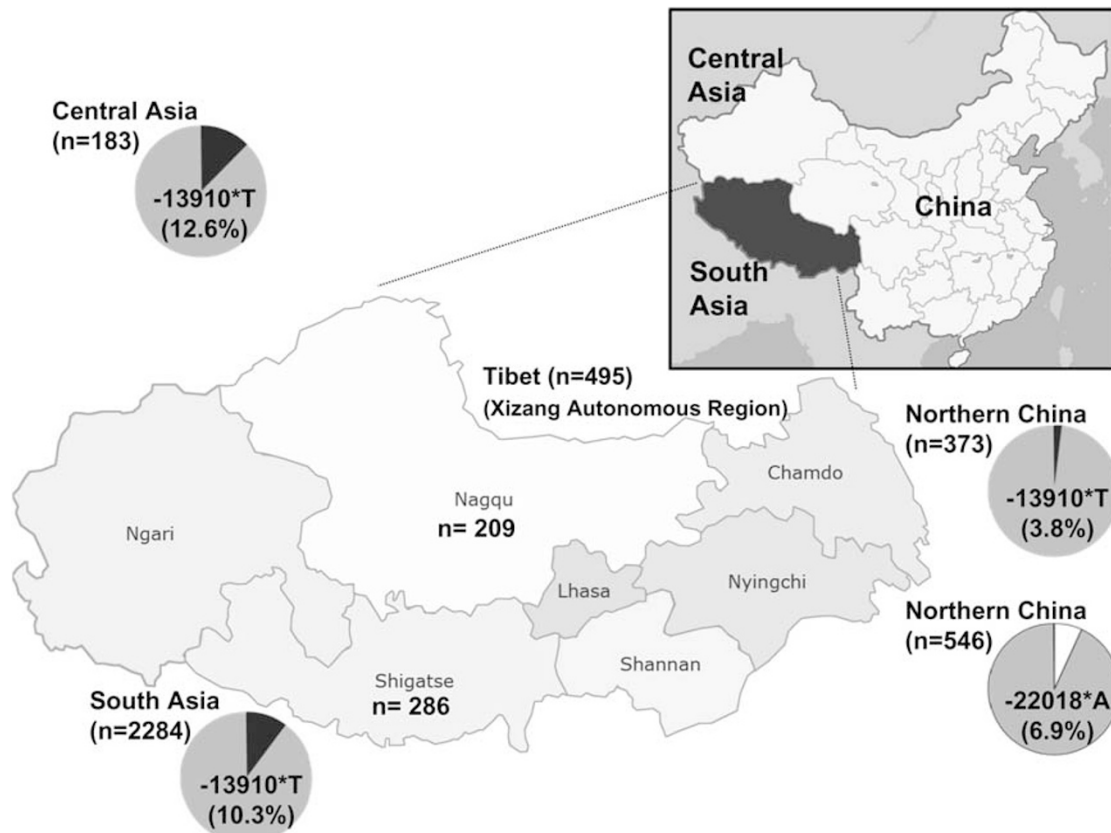 Central Asia
(n=183)
-13910*T
(12.6%)
Central
Asia
China
South
Asia
Tibet (n=495)
(Xizang Autonomous Region)
Northern China
(n=373)
-13910*T
(3.8%)
Chamdo
Nagqu
n= 209
Ngari
Lhasa
Nyingchi
Northern China
(n=546)
-22018*A
(6.9%)
Shannan
Shigatse
n= 286
South Asia
(n=2284)
-13910*T
(10.3%)